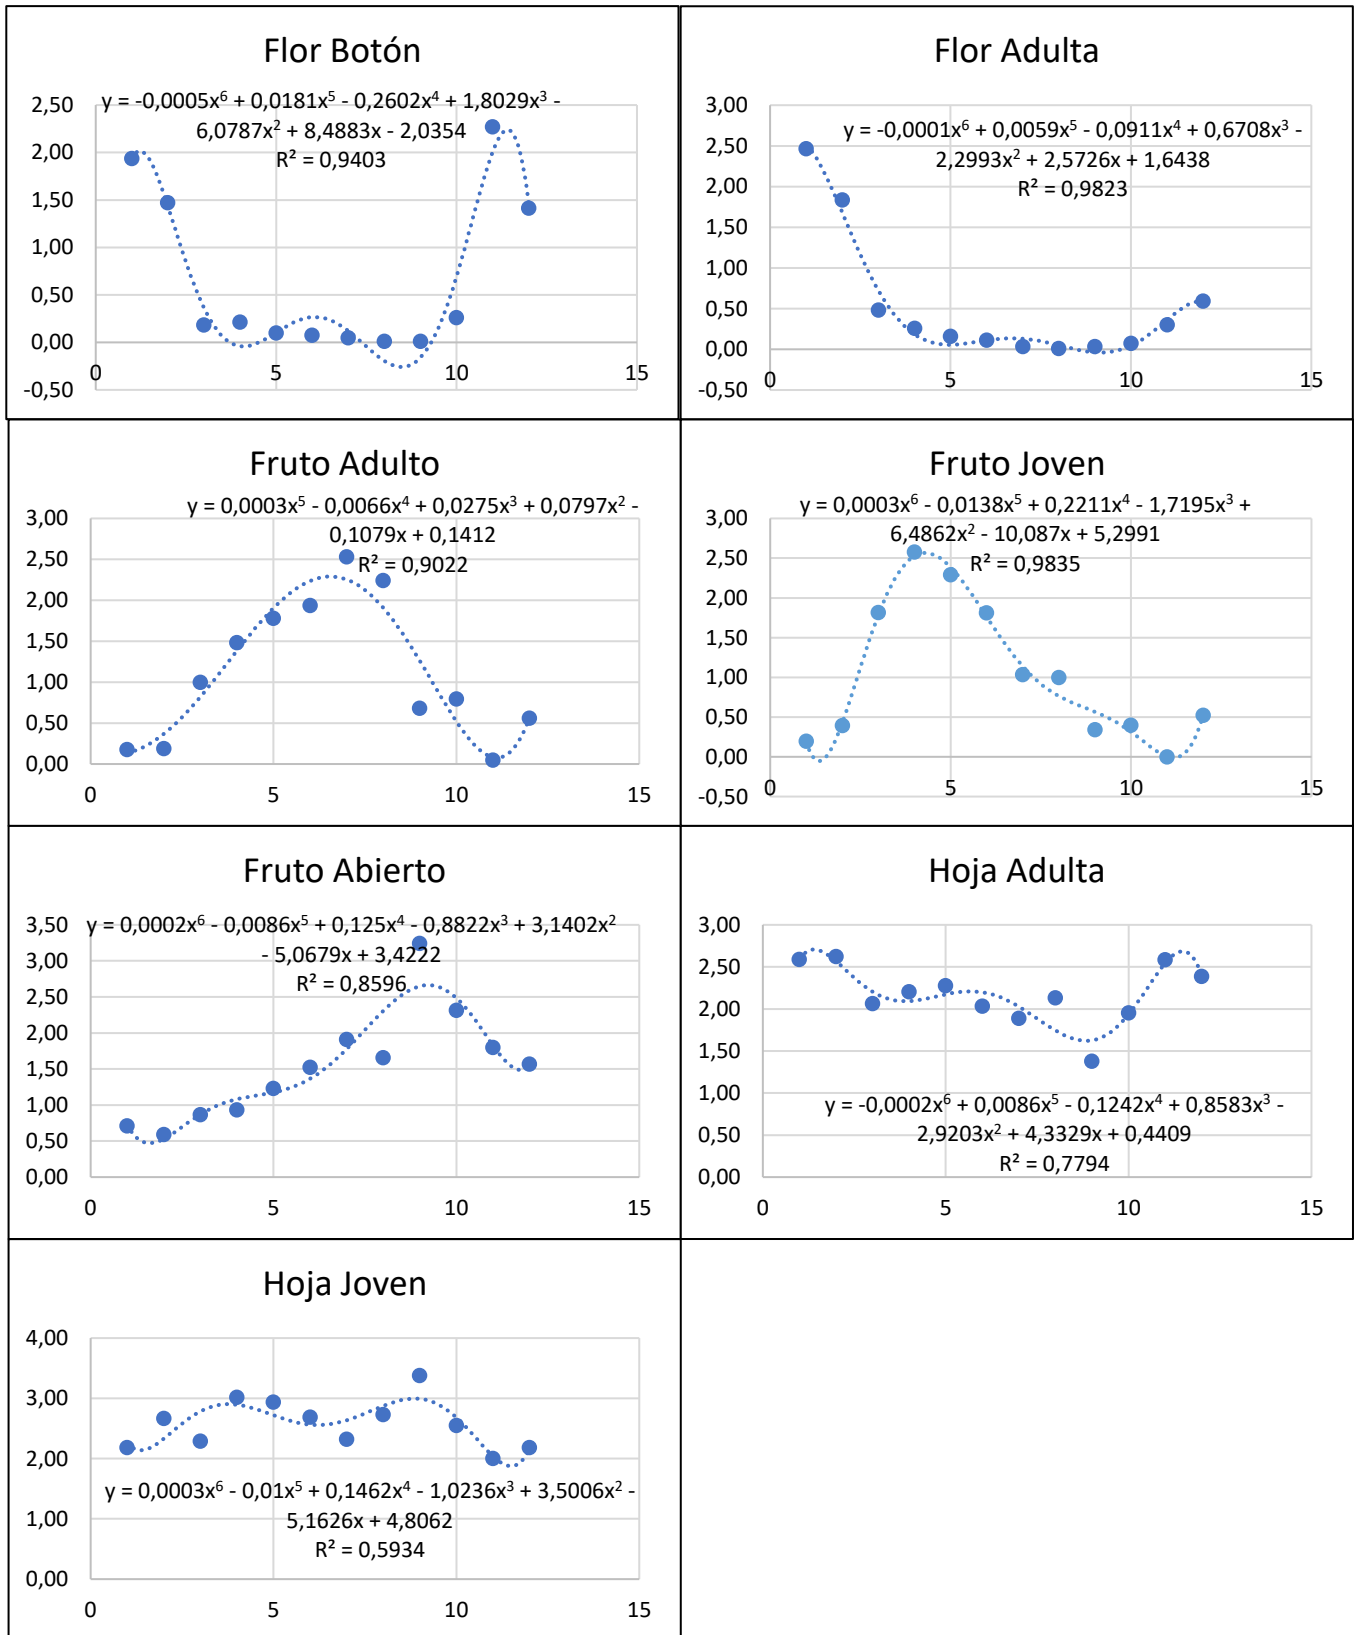 Flor Botón
y = -0,0005x⁶ + 0,0181x⁵ - 0,2602x⁴ + 1,8029x³ -
6,0787x² + 8,4883x - 2,0354
R² = 0,9403
2,50
2,00
1,50
1,00
0,50
0,00
-0,50
0
5
10
15
Flor Adulta
y = -0,0001x⁶ + 0,0059x⁵ - 0,0911x⁴ + 0,6708x³ -
2,2993x² + 2,5726x + 1,6438
R² = 0,9823
3,00
2,50
2,00
1,50
1,00
0,50
0,00
-0,50
0
5
10
15
Fruto Adulto
y = 0,0003x⁵ - 0,0066x⁴ + 0,0275x³ + 0,0797x² -
0,1079x + 0,1412
R² = 0,9022
3,00
2,50
2,00
1,50
1,00
0,50
0,00
0
5
10
15
Fruto Joven
y = 0,0003x⁶ - 0,0138x⁵ + 0,2211x⁴ - 1,7195x³ +
6,4862x² - 10,087x + 5,2991
R² = 0,9835
3,00
2,50
2,00
1,50
1,00
0,50
0,00
-0,50
0
5
10
15
Fruto Abierto
y = 0,0002x⁶ - 0,0086x⁵ + 0,125x⁴ - 0,8822x³ + 3,1402x²
- 5,0679x + 3,4222
R² = 0,8596
3,50
3,00
2,50
2,00
1,50
1,00
0,50
0,00
0
5
10
15
Hoja Adulta
3,00
2,50
2,00
1,50
1,00
0,50
0,00
y = -0,0002x⁶ + 0,0086x⁵ - 0,1242x⁴ + 0,8583x³ -
2,9203x² + 4,3329x + 0,4409
R² = 0,7794
0
5
10
15
Hoja Joven
4,00
3,00
2,00
1,00
0,00
y = 0,0003x⁶ - 0,01x⁵ + 0,1462x⁴ - 1,0236x³ + 3,5006x² -
5,1626x + 4,8062
R² = 0,5934
0
5
10
15